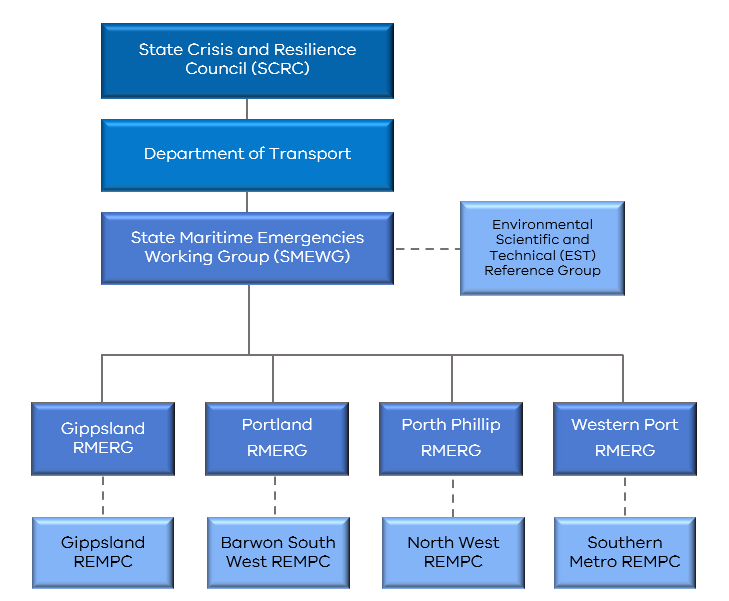 State Crisis and Resilience
Council (SCRC)
Department of Transport
State Maritime Emergencies
Working Group (SMEWG)
Environmental
Scientific and
Technical (EST)
Reference Group
Gippsland
RMERG
Portland
RMERG
Porth Phillip
RMERG
Western Port
RMERG
Gippsland
REMPC
Barwon South
West REMPC
North West
REMPC
Southern
Metro REMPC